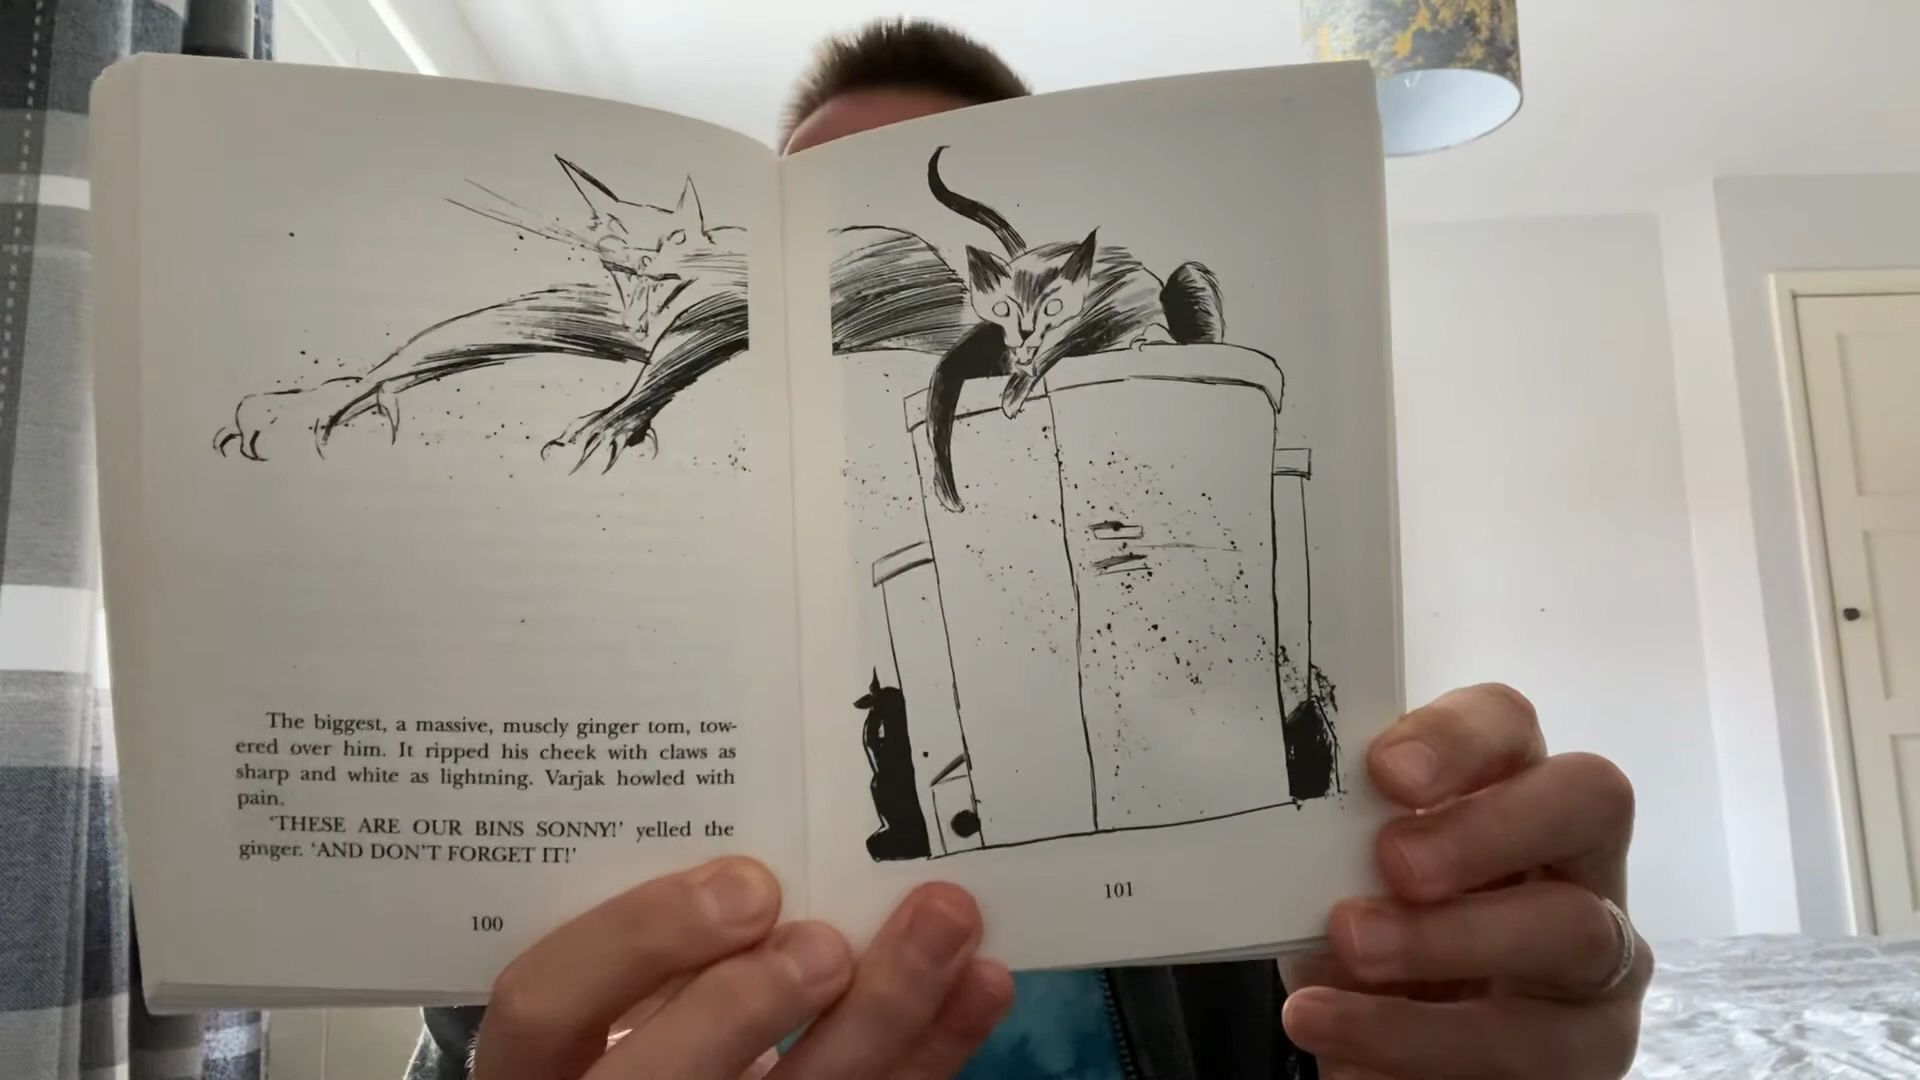 The biggest, a massive, muscly ginger tom, tow-
ered over him. It ripped his cheek with claws as
sharp and white as lightning. Varjak howled with
pain.
‘THESE ARE OUR BINS SONNY!’ yelled the
ginger. ‘AND DON'T FORGET IT!’
100
101